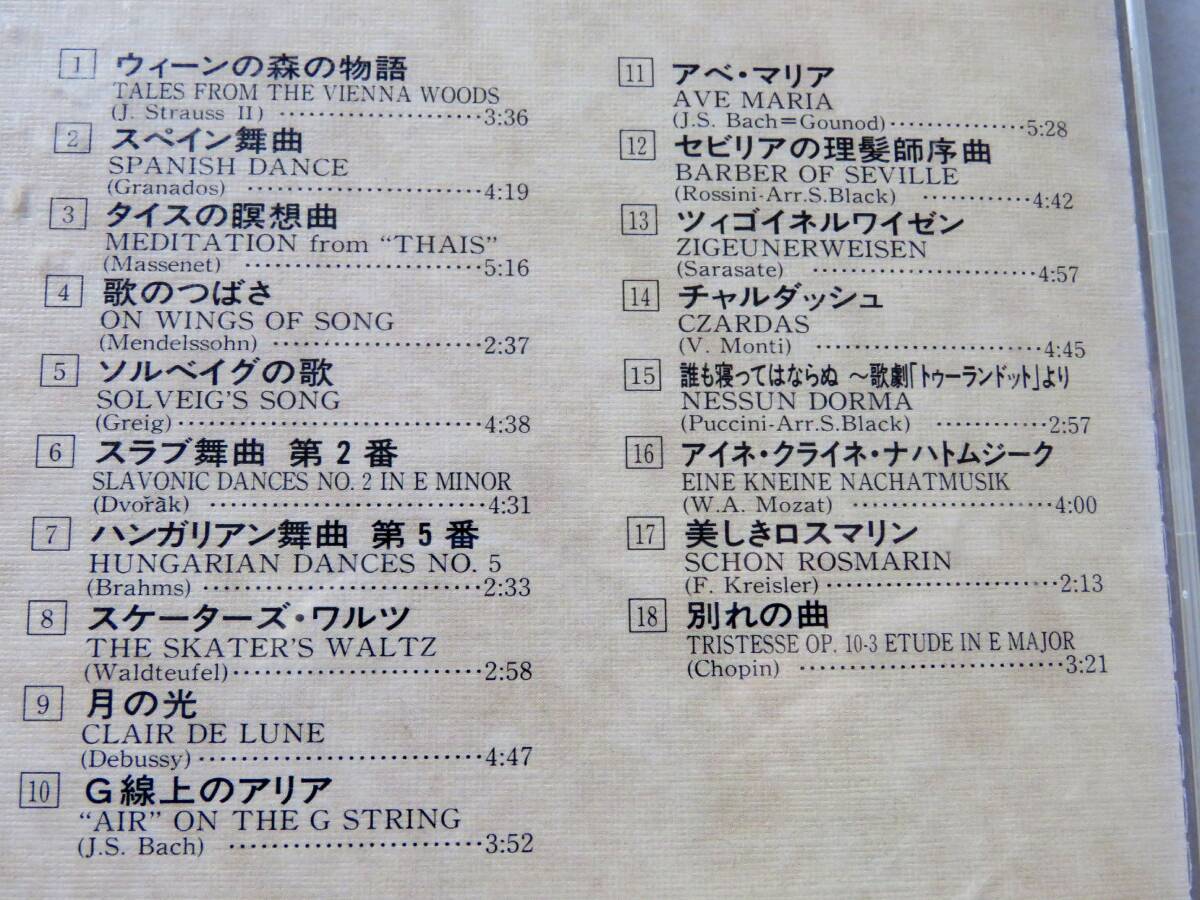 1 ウィーンの森の物語
TALES FROM THE VIENNA WOODS
(J. Strauss II) ····················3:36
2 スペイン舞曲
SPANISH DANCE
(Granados) ························4:19
3 タイスの瞑想曲
MEDITATION from “THAIS”
(Massenet) ························5:16
4 歌のつばさ
ON WINGS OF SONG
(Mendelssohn) ·····················2:37
5 ソルベイグの歌
SOLVEIG'S SONG
(Greig) ·····························4:38
6 スラブ舞曲 第2番
SLAVONIC DANCES NO. 2 IN E MINOR
(Dvořàk) ···························4:31
7 ハンガリアン舞曲 第5番
HUNGARIAN DANCES NO. 5
(Brahms) ···························2:33
8 スケーターズ・ワルツ
THE SKATER'S WALTZ
(Waldteufel) ·······················2:58
9 月の光
CLAIR DE LUNE
(Debussy) ··························4:47
10 G線上のアリア
“AIR” ON THE G STRING
(J.S. Bach) ························3:52
11 アベ・マリア
AVE MARIA
(J.S. Bach=Gounod) ··············5:28
12 セビリアの理髪師序曲
BARBER OF SEVILLE
(Rossini-Arr.S.Black) ············4:42
13 ツィゴイネルワイゼン
ZIGEUNERWEISEN
(Sarasate) ························4:57
14 チャルダッシュ
CZARDAS
(V. Monti) ························4:45
15 誰も寝ってはならぬ ～歌劇「トゥーランドット」より
NESSUN DORMA
(Puccini-Arr.S.Black) ············2:57
16 アイネ・クライネ・ナハトムジーク
EINE KNEINE NACHATMUSIK
(W.A. Mozat) ·····················4:00
17 美しきロスマリン
SCHON ROSMARIN
(F. Kreisler) ·······················2:13
18 別れの曲
TRISTESSE OP. 10-3 ETUDE IN E MAJOR
(Chopin) ··························3:21